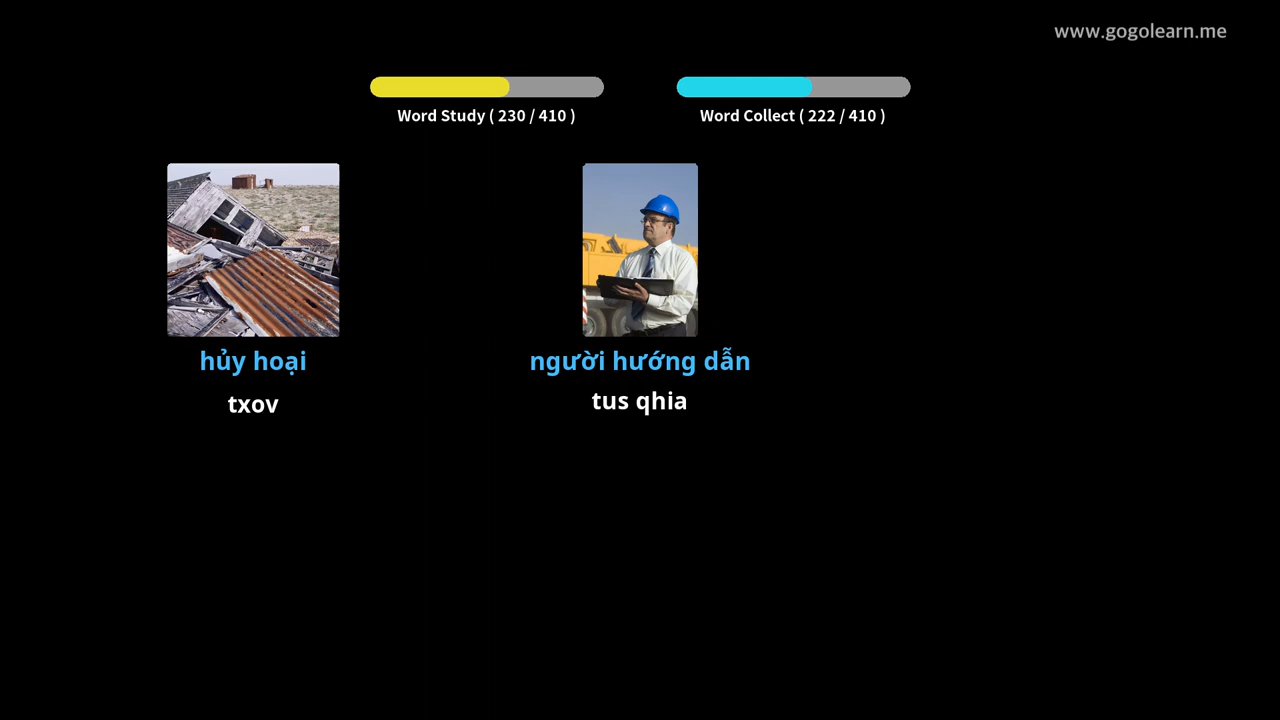 www.gogolearn.me
Word Study ( 230 / 410 )
Word Collect ( 222 / 410 )
hủy hoại
txov
người hướng dẫn
tus qhia